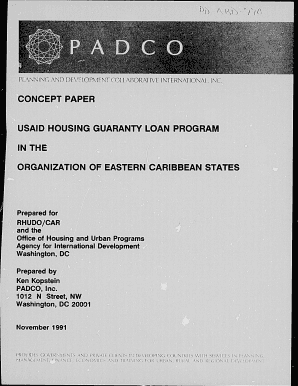 PADCO
PLANNING AND DEVELOPMENT COLLABORATIVE INTERNATIONAL, INC.
CONCEPT PAPER
USAID HOUSING GUARANTY LOAN PROGRAM
IN THE
ORGANIZATION OF EASTERN CARIBBEAN STATES
Prepared for
RHUDO/CAR
and the
Office of Housing and Urban Programs
Agency for International Development
Washington, DC
Prepared by
Ken Kopstein
PADCO, Inc.
1012 N Street, NW
Washington, DC 20001
November 1991